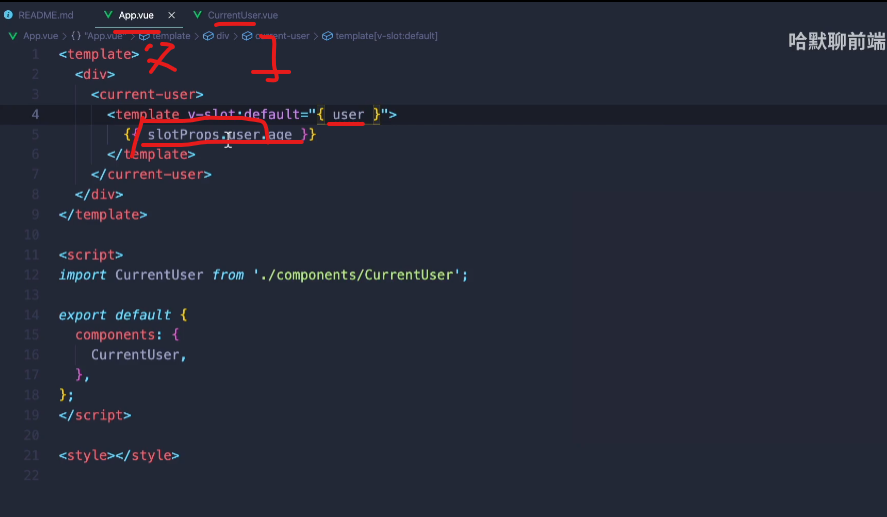 README.md App.vue CurrentUser.vue
App.vue > {} "App.vue" > template > div > current-user > template[v-slot:default]
哈默聊前端
1 <template>
2 <div>
3 <current-user>
4 <template v-slot:default="{ user }">
5 {{ slotProps.user.age }}
6 </template>
7 </current-user>
8 </div>
9 </template>
10
11 <script>
12 import CurrentUser from './components/CurrentUser';
13
14 export default {
15 components: {
16 CurrentUser,
17 },
18 };
19 </script>
20
21 <style></style>
22